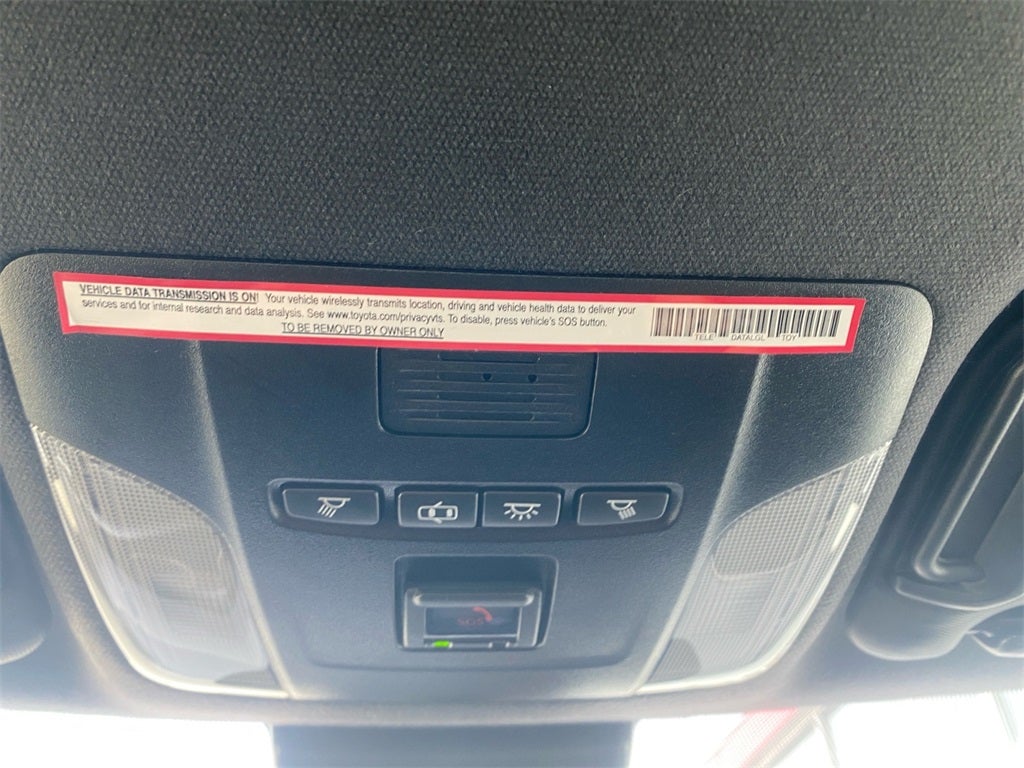 VEHICLE DATA TRANSMISSION IS ON! Your vehicle wirelessly transmits location, driving and vehicle health data to deliver your
services and for internal research and data analysis. See www.toyota.com/privacyvts. To disable, press vehicle's SOS button.
TO BE REMOVED BY OWNER ONLY
TELE DATALGL TOY
SOS